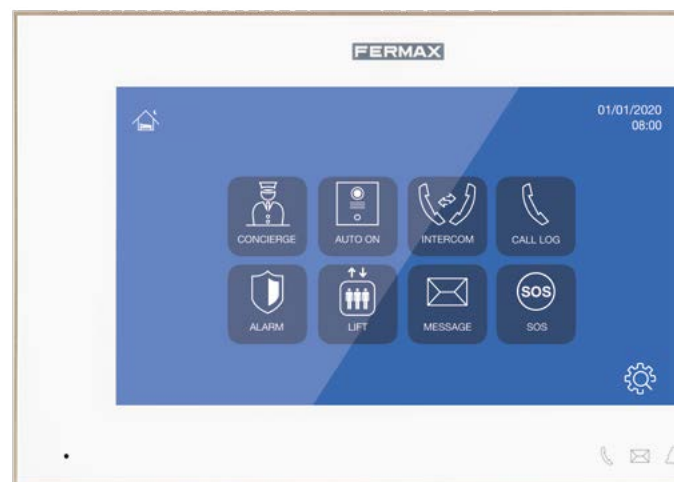 FERMAX
01/01/2020
08:00
CONCIERGE
AUTO ON
INTERCOM
CALL LOG
ALARM
LIFT
MESSAGE
SOS
SOS